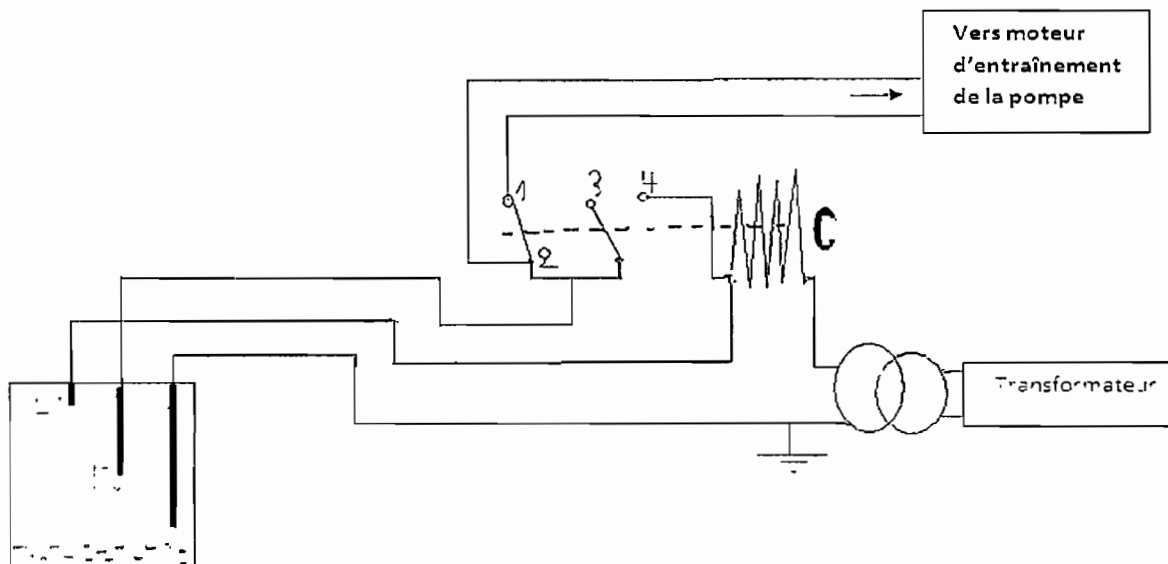 Vers moteur
d'entraînement
de la pompe
1
3
4
2
C
Transformateur